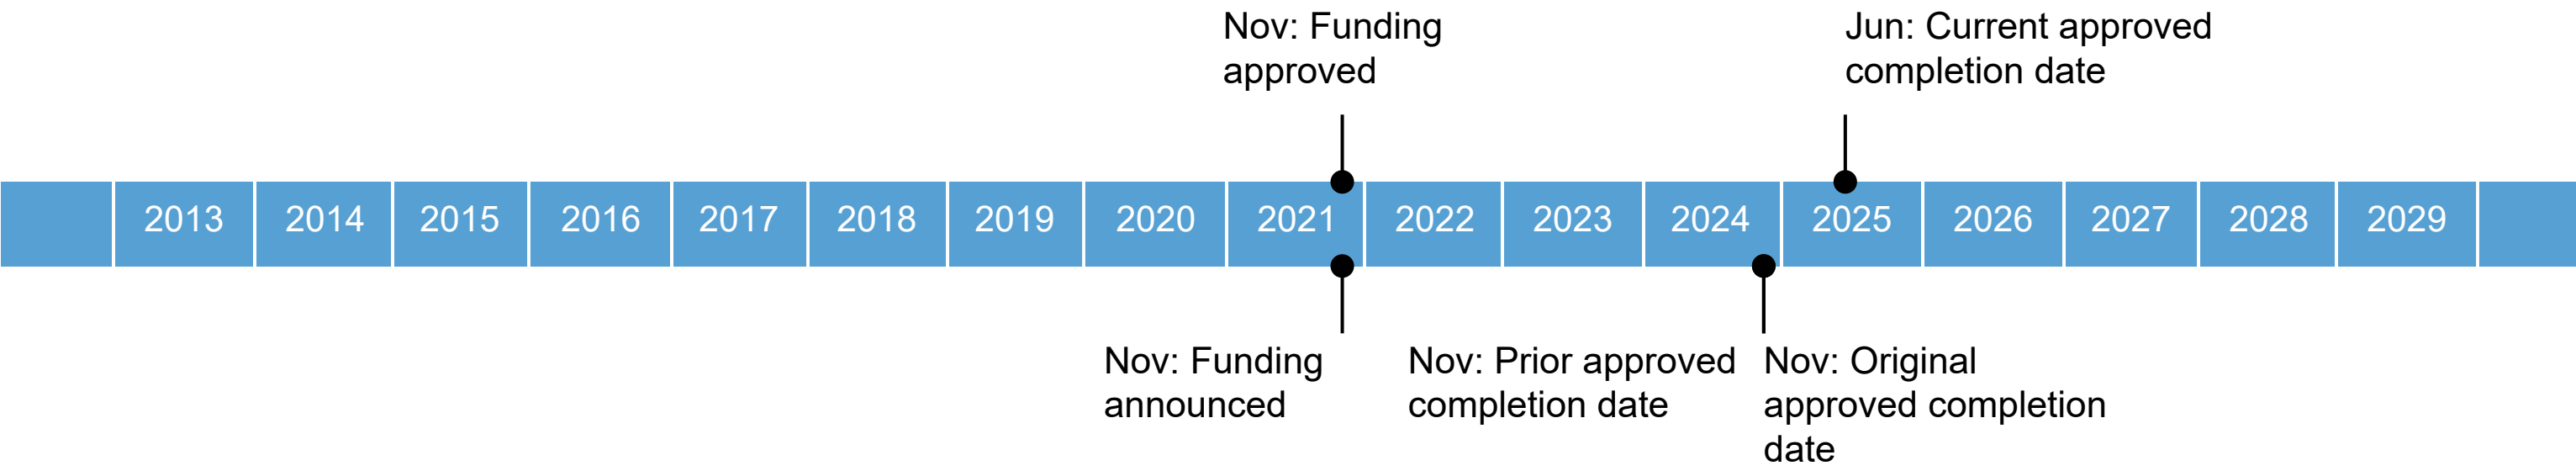 Nov: Funding
approved
Jun: Current approved
completion date
2013 2014 2015 2016 2017 2018 2019 2020 2021 2022 2023 2024 2025 2026 2027 2028 2029
Nov: Funding
announced
Nov: Prior approved
completion date
Nov: Original
approved completion
date